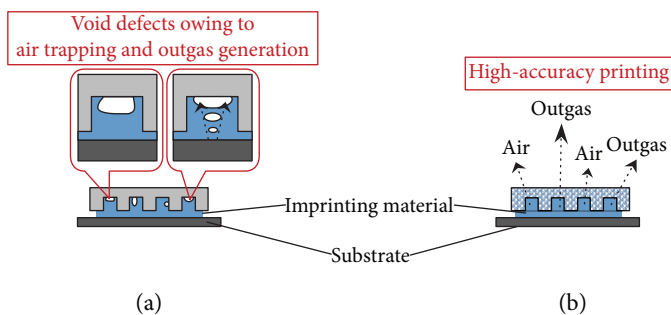 Void defects owing to
air trapping and outgas generation
High-accuracy printing
Outgas
Air
Air
Outgas
Imprinting material
Substrate
(a)
(b)